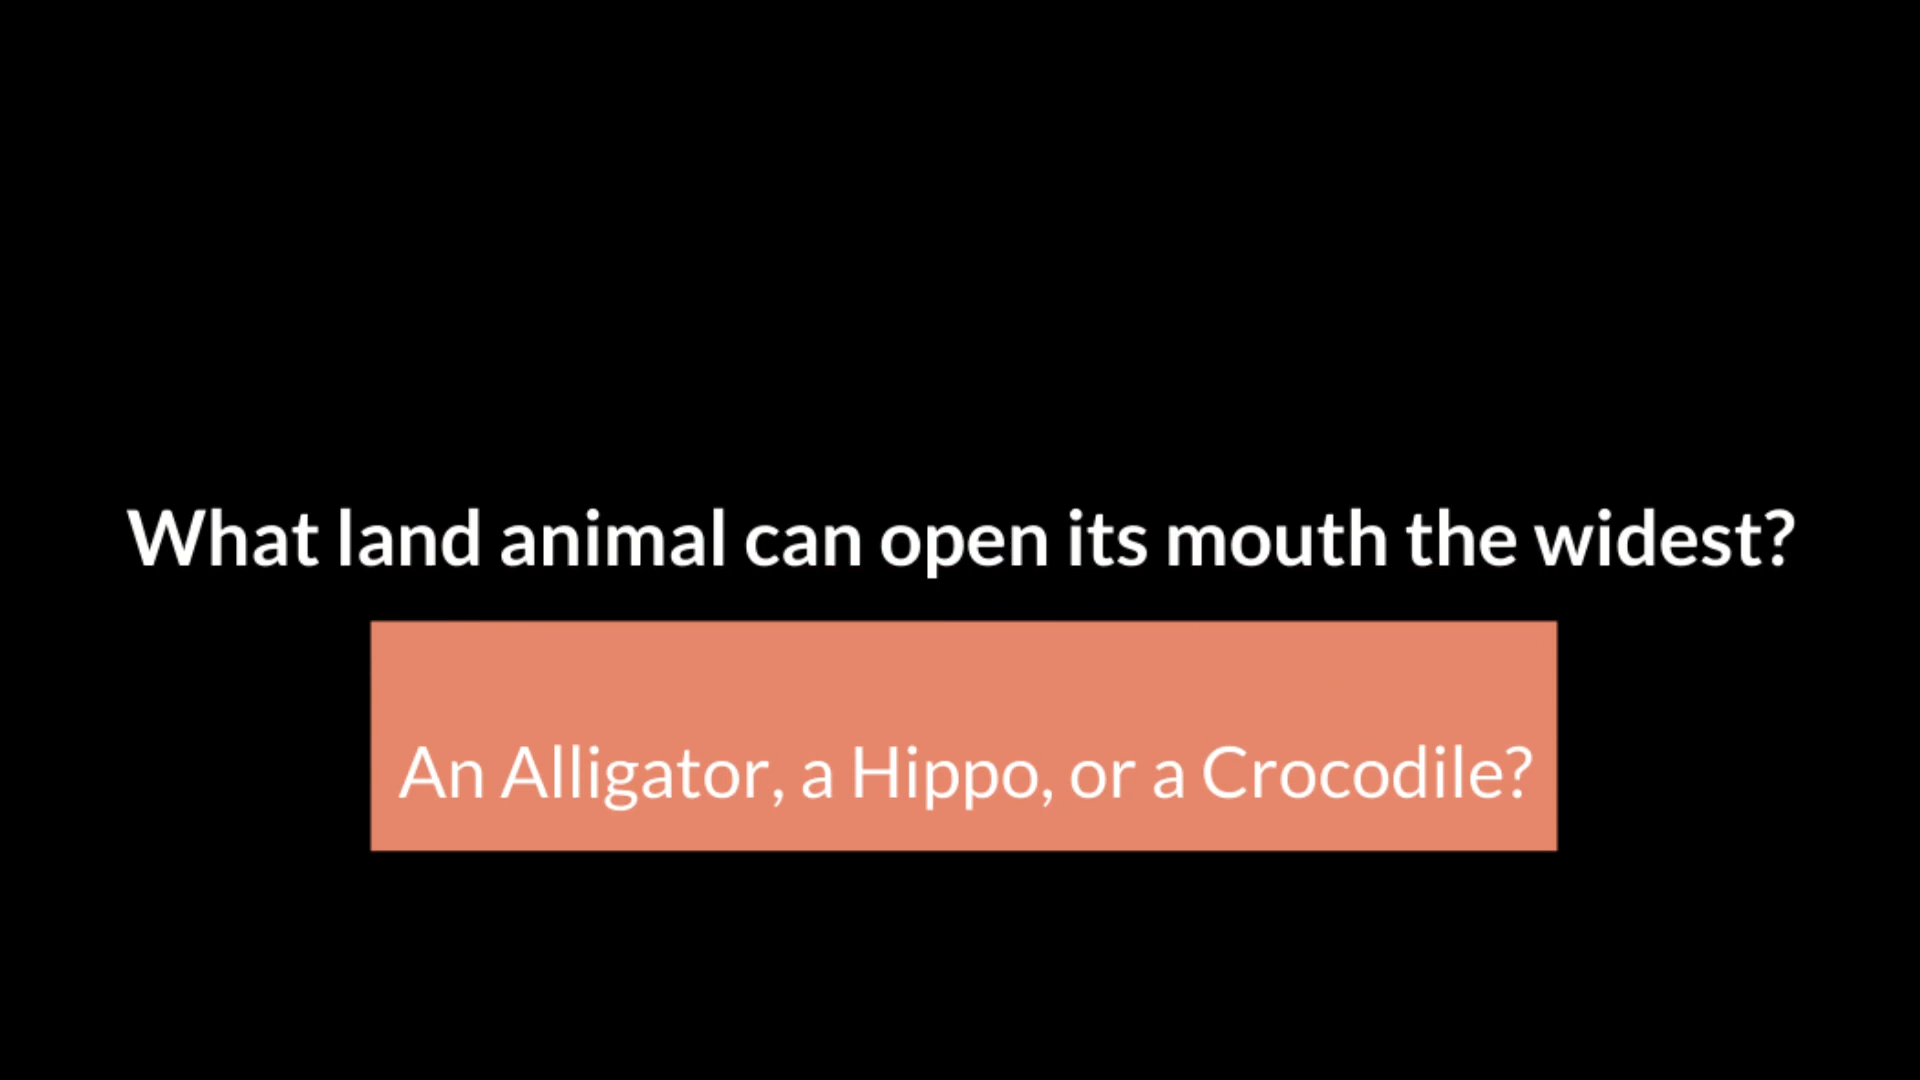 What land animal can open its mouth the widest?
An Alligator, a Hippo, or a Crocodile?